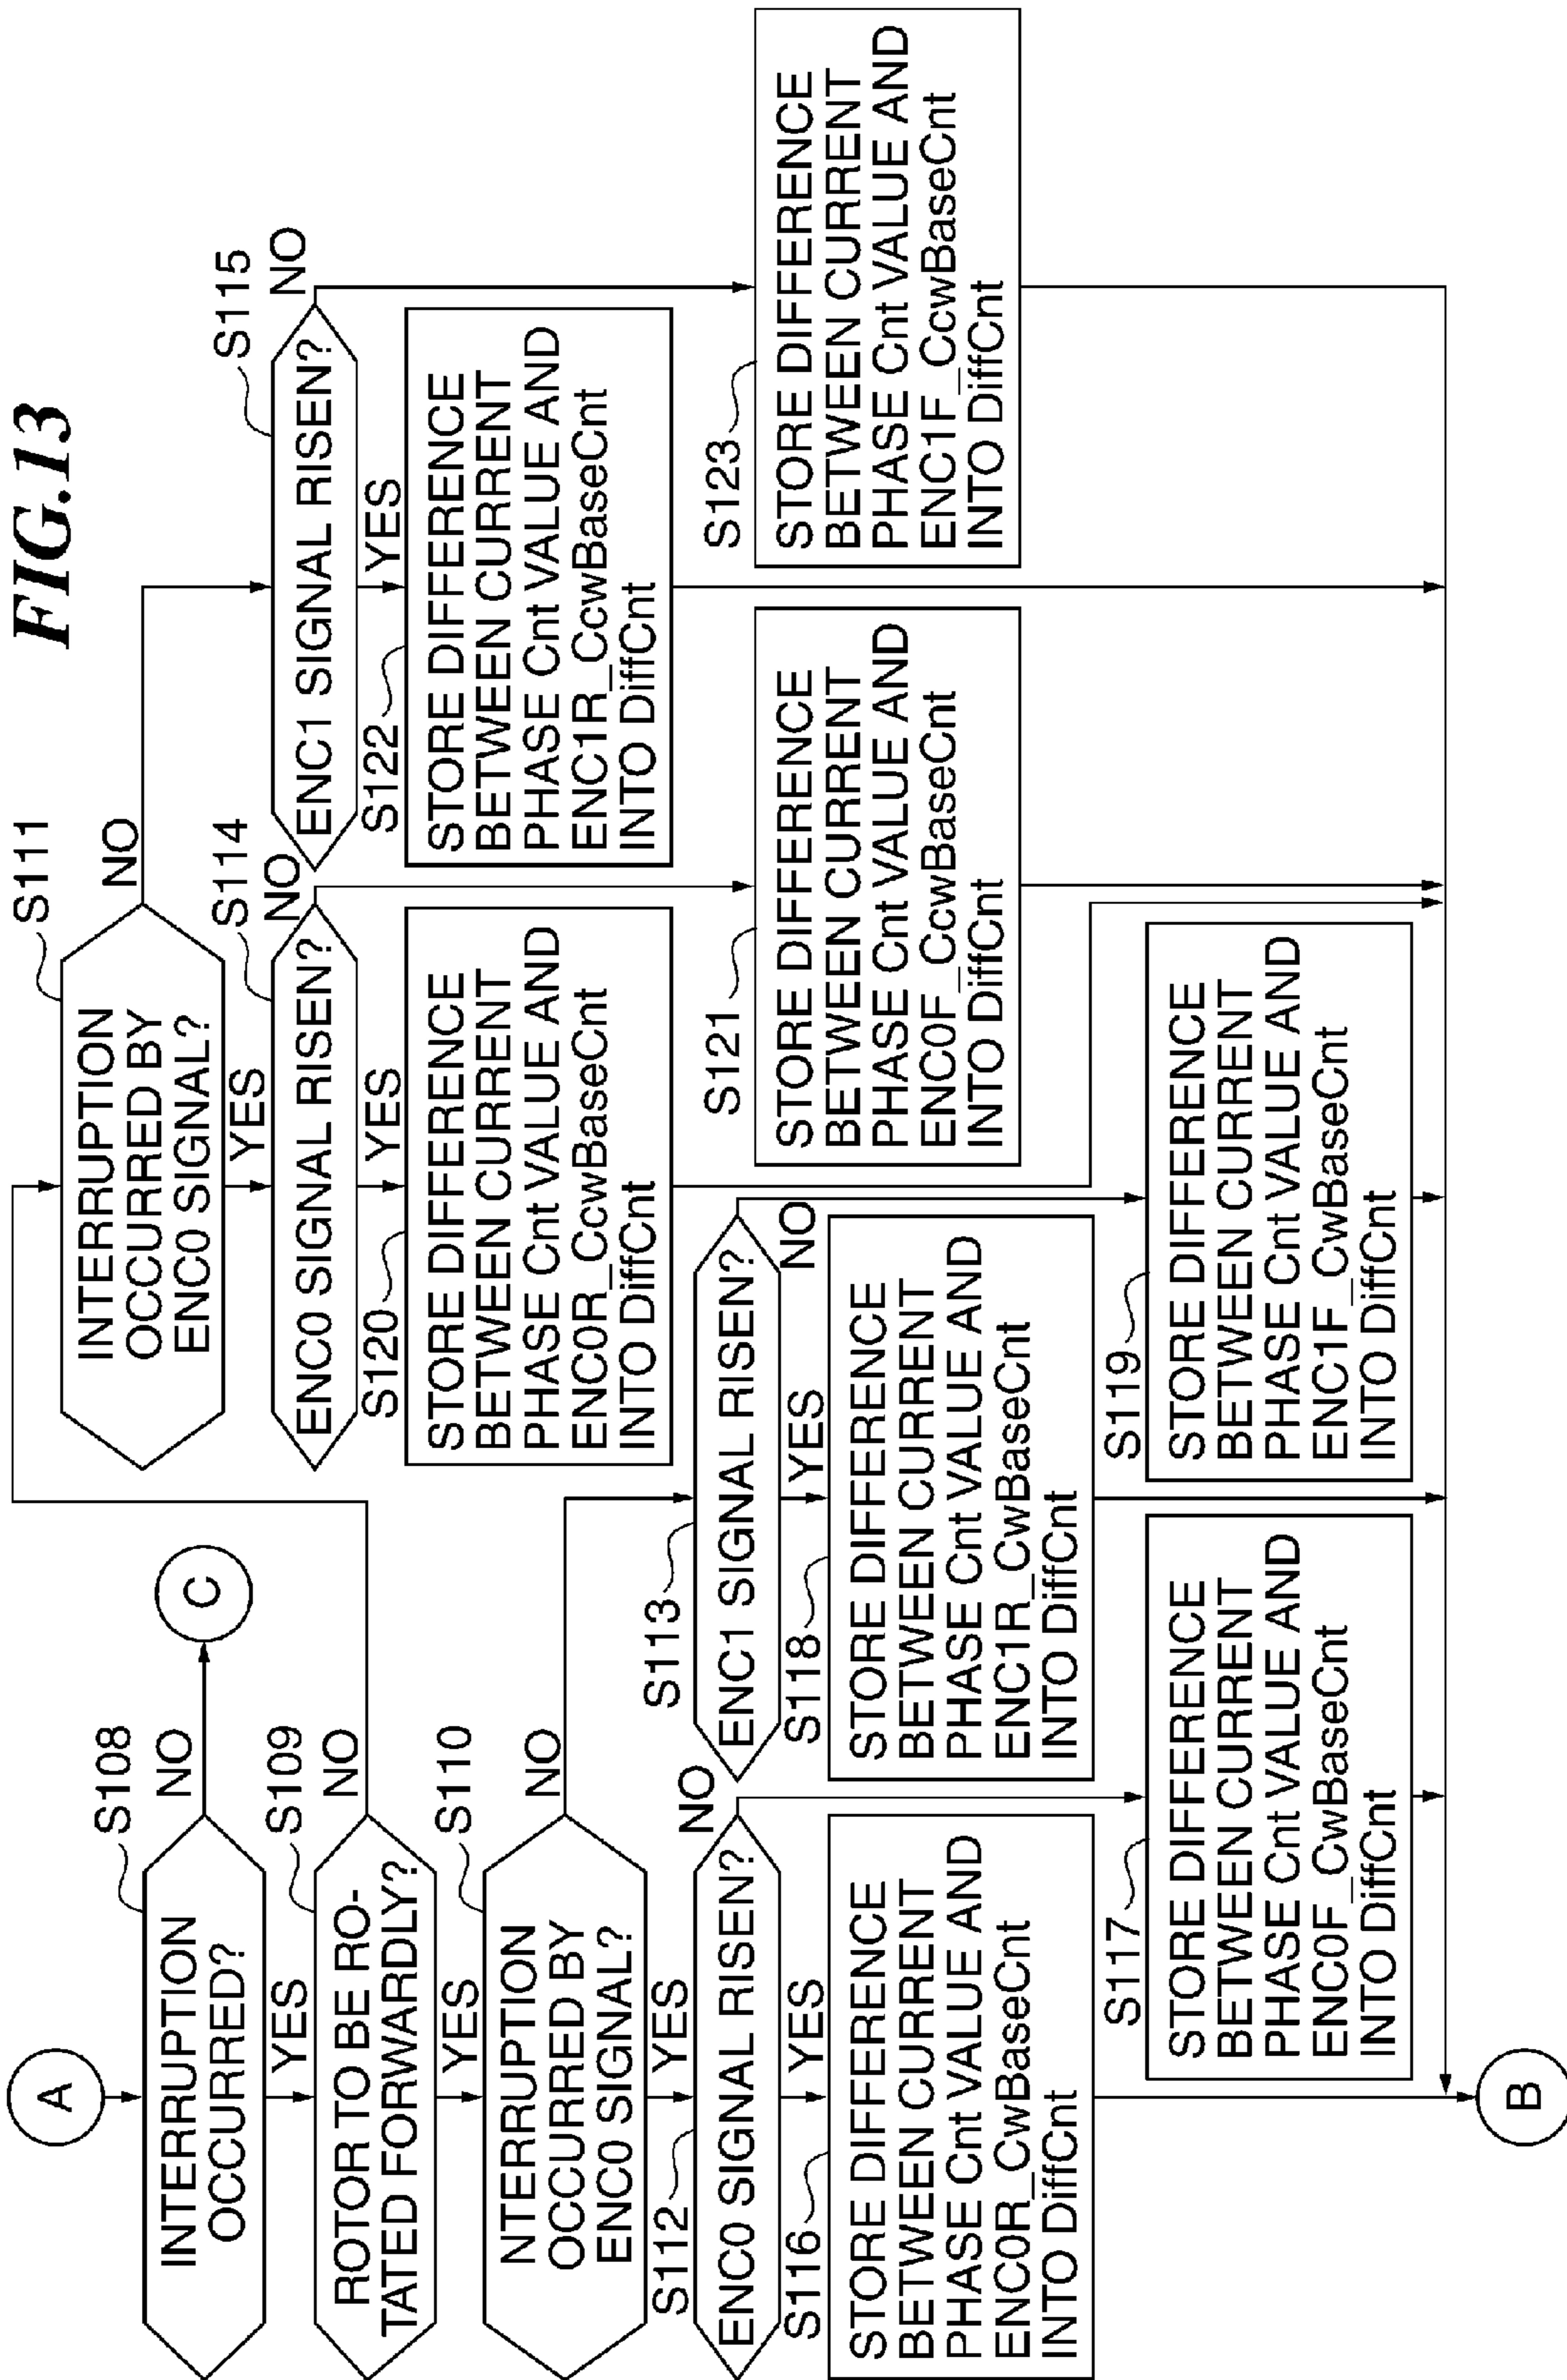 FIG.13
A
S108
INTERRUPTION
OCCURRED?
NO
C
YES
S109
ROTOR TO BE RO-
TATED FORWARDLY?
NO
YES
S110
NTERRUPTION
OCCURRED BY
ENC0 SIGNAL?
NO
YES
S111
INTERRUPTION
OCCURRED BY
ENC0 SIGNAL?
NO
YES
S112
ENC0 SIGNAL RISEN?
NO
YES
S113
ENC1 SIGNAL RISEN?
NO
YES
S114
ENC0 SIGNAL RISEN?
NO
YES
S115
ENC1 SIGNAL RISEN?
NO
YES
S116
STORE DIFFERENCE
BETWEEN CURRENT
PHASE Cnt VALUE AND
ENC0R_CwBaseCnt
INTO DiffCnt
S117
STORE DIFFERENCE
BETWEEN CURRENT
PHASE Cnt VALUE AND
ENC0F_CwBaseCnt
INTO DiffCnt
S118
STORE DIFFERENCE
BETWEEN CURRENT
PHASE Cnt VALUE AND
ENC1R_CwBaseCnt
INTO DiffCnt
S119
STORE DIFFERENCE
BETWEEN CURRENT
PHASE Cnt VALUE AND
ENC1F_CwBaseCnt
INTO DiffCnt
S120
STORE DIFFERENCE
BETWEEN CURRENT
PHASE Cnt VALUE AND
ENC0R_CcwBaseCnt
INTO DiffCnt
S121
STORE DIFFERENCE
BETWEEN CURRENT
PHASE Cnt VALUE AND
ENC0F_CcwBaseCnt
INTO DiffCnt
S122
STORE DIFFERENCE
BETWEEN CURRENT
PHASE Cnt VALUE AND
ENC1R_CcwBaseCnt
INTO DiffCnt
S123
STORE DIFFERENCE
BETWEEN CURRENT
PHASE Cnt VALUE AND
ENC1F_CcwBaseCnt
INTO DiffCnt
B